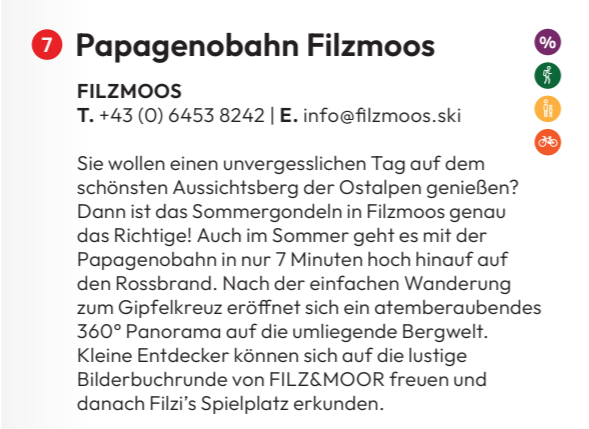 7 Papagenobahn Filzmoos
%
FILZMOOS
T. +43 (0) 6453 8242 | E. info@filzmoos.ski
Sie wollen einen unvergesslichen Tag auf dem
schönsten Aussichtsberg der Ostalpen genießen?
Dann ist das Sommergondeln in Filzmoos genau
das Richtige! Auch im Sommer geht es mit der
Papagenobahn in nur 7 Minuten hoch hinauf auf
den Rossbrand. Nach der einfachen Wanderung
zum Gipfelkreuz eröffnet sich ein atemberaubendes
360° Panorama auf die umliegende Bergwelt.
Kleine Entdecker können sich auf die lustige
Bilderbuchrunde von FILZ&MOOR freuen und
danach Filzi's Spielplatz erkunden.